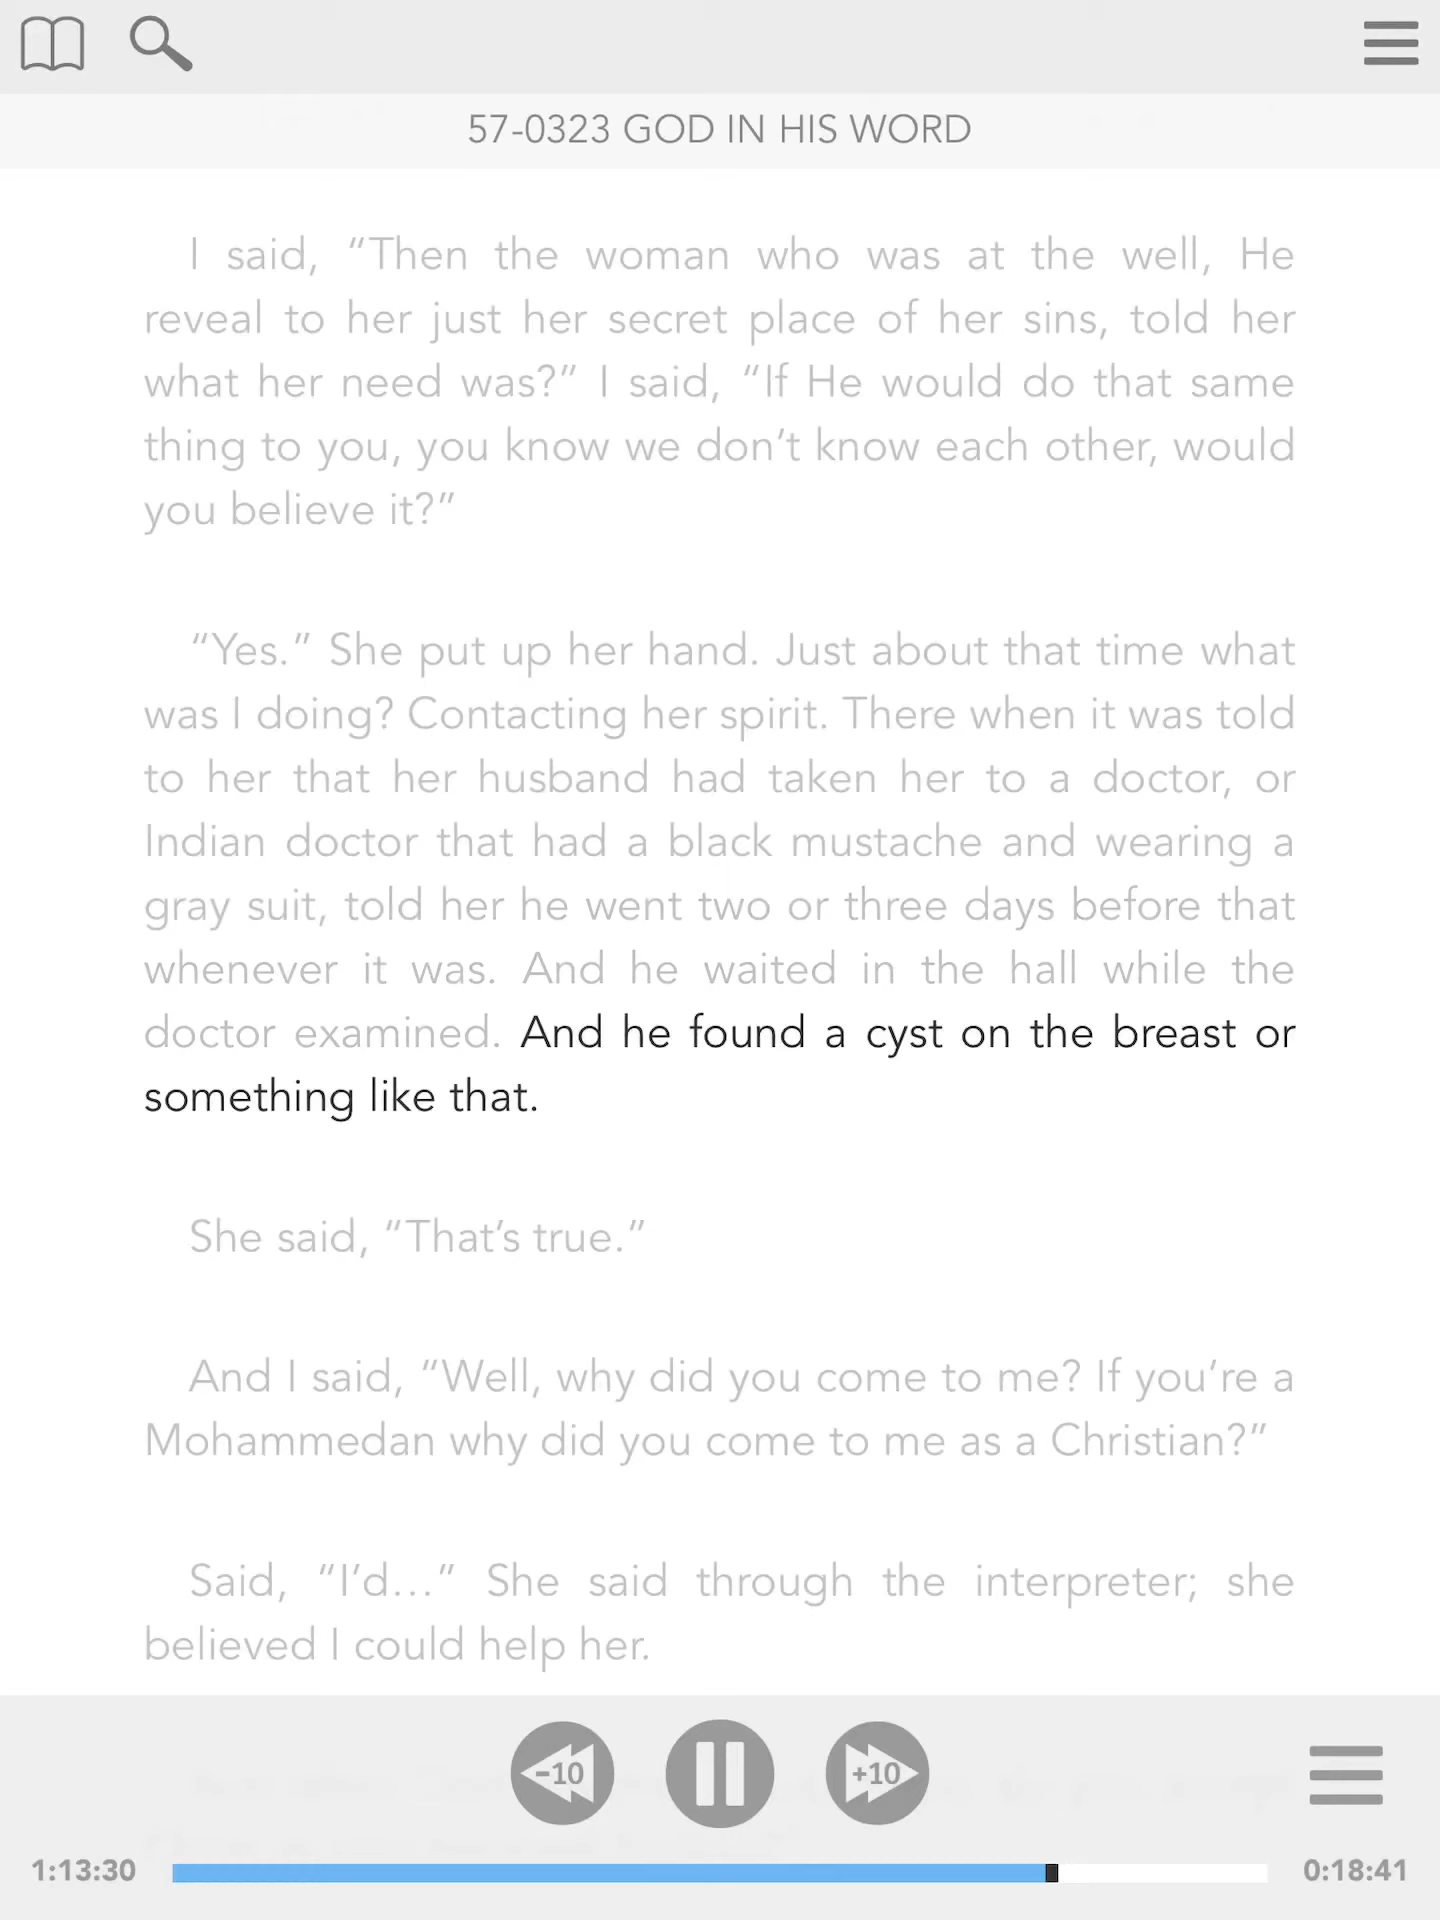 57-0323 GOD IN HIS WORD
I said, “Then the woman who was at the well, He
reveal to her just her secret place of her sins, told her
what her need was?” I said, “If He would do that same
thing to you, you know we don’t know each other, would
you believe it?”
“Yes.” She put up her hand. Just about that time what
was I doing? Contacting her spirit. There when it was told
to her that her husband had taken her to a doctor, or
Indian doctor that had a black mustache and wearing a
gray suit, told her he went two or three days before that
whenever it was. And he waited in the hall while the
doctor examined. And he found a cyst on the breast or
something like that.
She said, “That’s true.”
And I said, “Well, why did you come to me? If you’re a
Mohammedan why did you come to me as a Christian?”
Said, “I’d…” She said through the interpreter; she
believed I could help her.
-10 +10
1:13:30 0:18:41